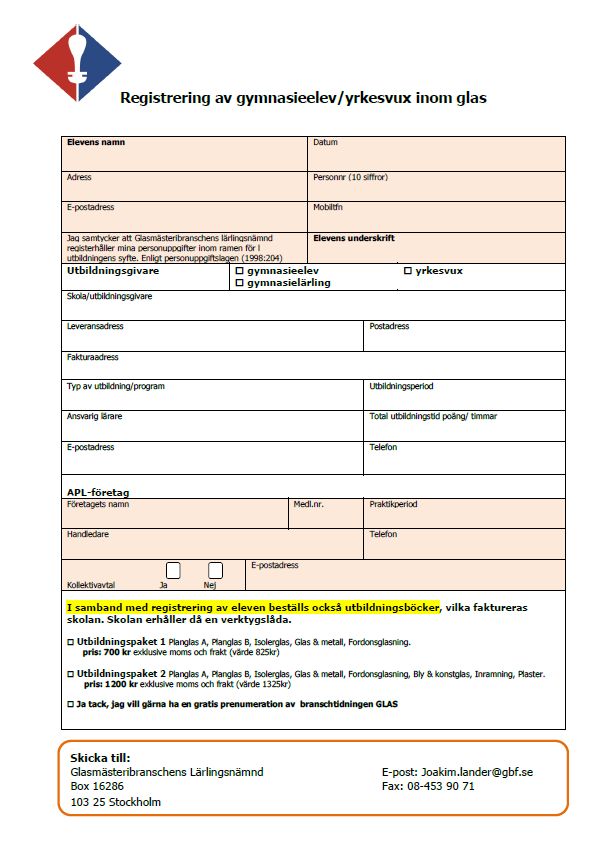 Registrering av gymnasieelev/yrkesvux inom glas
Elevens namn
Datum
Adress
Personnr (10 siffror)
E-postadress
Mobiltfn
Jag samtycker att Glasmästeribranschens lärlingsnämnd
registerhåller mina personuppgifter inom ramen för l
utbildningens syfte. Enligt personuppgiftslagen (1998:204)
Elevens underskrift
Utbildningsgivare
gymnasieelev
yrkesvux
gymnasielärling
Skola/utbildningsgivare
Leveransadress
Postadress
Fakturaadress
Typ av utbildning/program
Utbildningsperiod
Ansvarig lärare
Total utbildningstid poäng/ timmar
E-postadress
Telefon
APL-företag
Företagets namn
Medl.nr.
Praktikperiod
Handledare
Telefon
Kollektivavtal Ja Nej
E-postadress
I samband med registrering av eleven beställs också utbildningsböcker, vilka faktureras
skolan. Skolan erhåller då en verktygslåda.
Utbildningspaket 1 Planglas A, Planglas B, Isolerglas, Glas & metall, Fordonsglasning.
pris: 700 kr exklusive moms och frakt (värde 825kr)
Utbildningspaket 2 Planglas A, Planglas B, Isolerglas, Glas & metall, Fordonsglasning, Bly & konstglas, Inramning, Plaster.
pris: 1200 kr exklusive moms och frakt (värde 1325kr)
Ja tack, jag vill gärna ha en gratis prenumeration av branschtidningen GLAS
Skicka till:
Glasmästeribranschens Lärlingsnämnd
E-post: Joakim.lander@gbf.se
Box 16286
Fax: 08-453 90 71
103 25 Stockholm